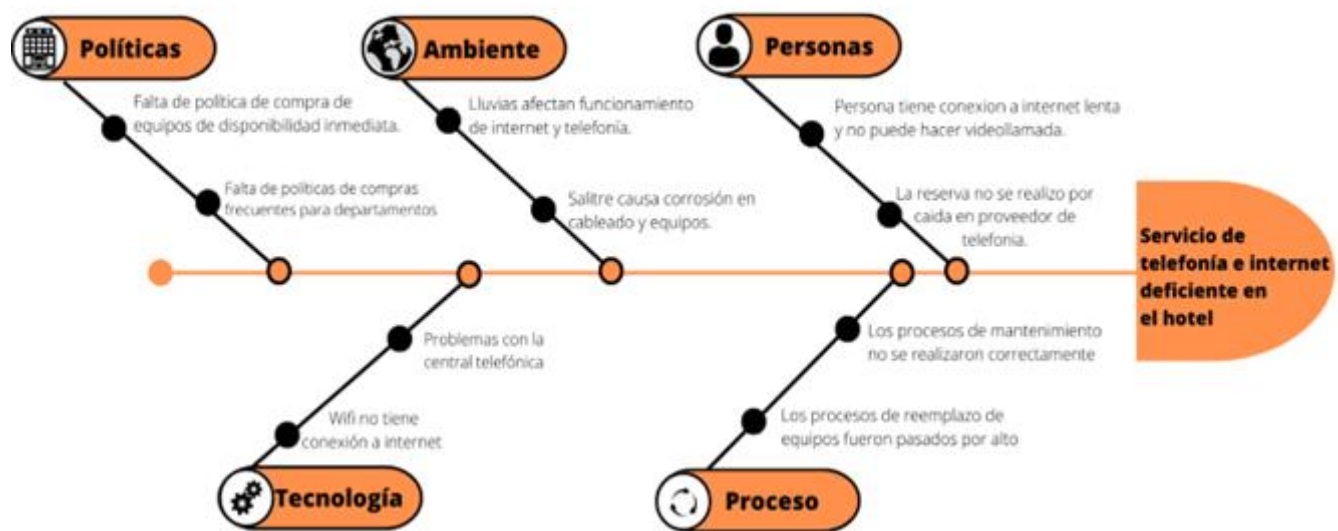 Políticas
Falta de política de compra de
equipos de disponibilidad inmediata.
Falta de políticas de compras
frecuentes para departamentos
Ambiente
Lluvias afectan funcionamiento
de internet y telefonía.
Salitre causa corrosión en
cableado y equipos.
Personas
Persona tiene conexion a internet lenta
y no puede hacer videollamada.
La reserva no se realizo por
caida en proveedor de
telefonia.
Servicio de
telefonía e internet
deficiente en
el hotel
Problemas con la
central telefónica
Wifi no tiene
conexión a internet
Tecnología
Los procesos de mantenimiento
no se realizaron correctamente
Los procesos de reemplazo de
equipos fueron pasados por alto
Proceso